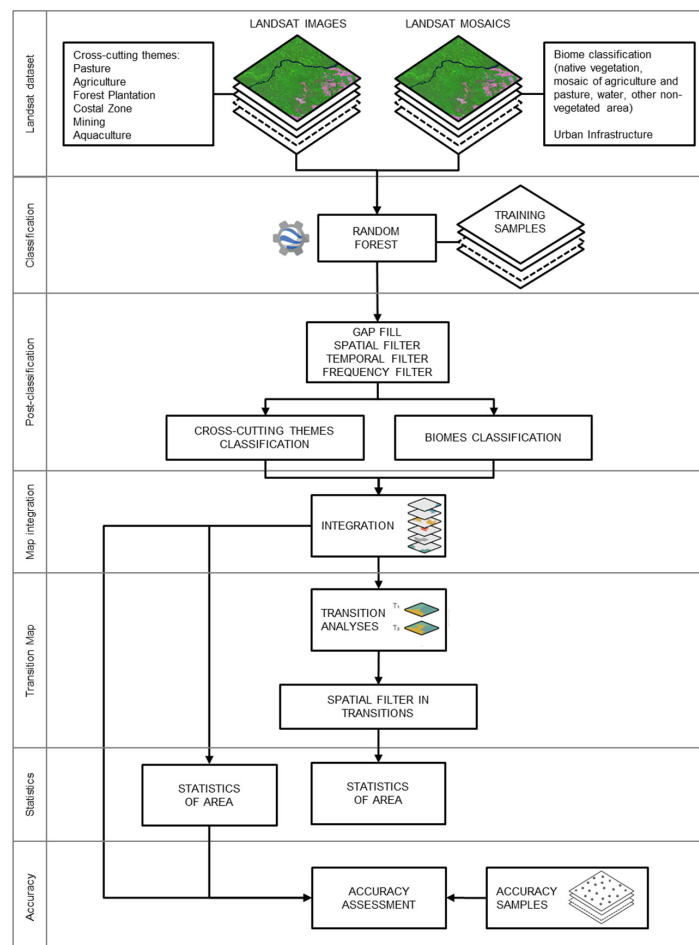 Landsat dataset
LANDSAT IMAGES
LANDSAT MOSAICS
Cross-cutting themes:
Pasture
Agriculture
Forest Plantation
Costal Zone
Mining
Aquaculture
Biome classification
(native vegetation,
mosaic of agriculture and
pasture, water, other non-
vegetated area)
Urban Infrastructure
Classification
RANDOM
FOREST
TRAINING
SAMPLES
Post-classification
GAP FILL
SPATIAL FILTER
TEMPORAL FILTER
FREQUENCY FILTER
CROSS-CUTTING THEMES
CLASSIFICATION
BIOMES CLASSIFICATION
Map integration
INTEGRATION
Transition Map
TRANSITION
ANALYSES
T₁
T₂
SPATIAL FILTER IN
TRANSITIONS
Statistics
STATISTICS
OF AREA
STATISTICS
OF AREA
Accuracy
ACCURACY
ASSESSMENT
ACCURACY
SAMPLES